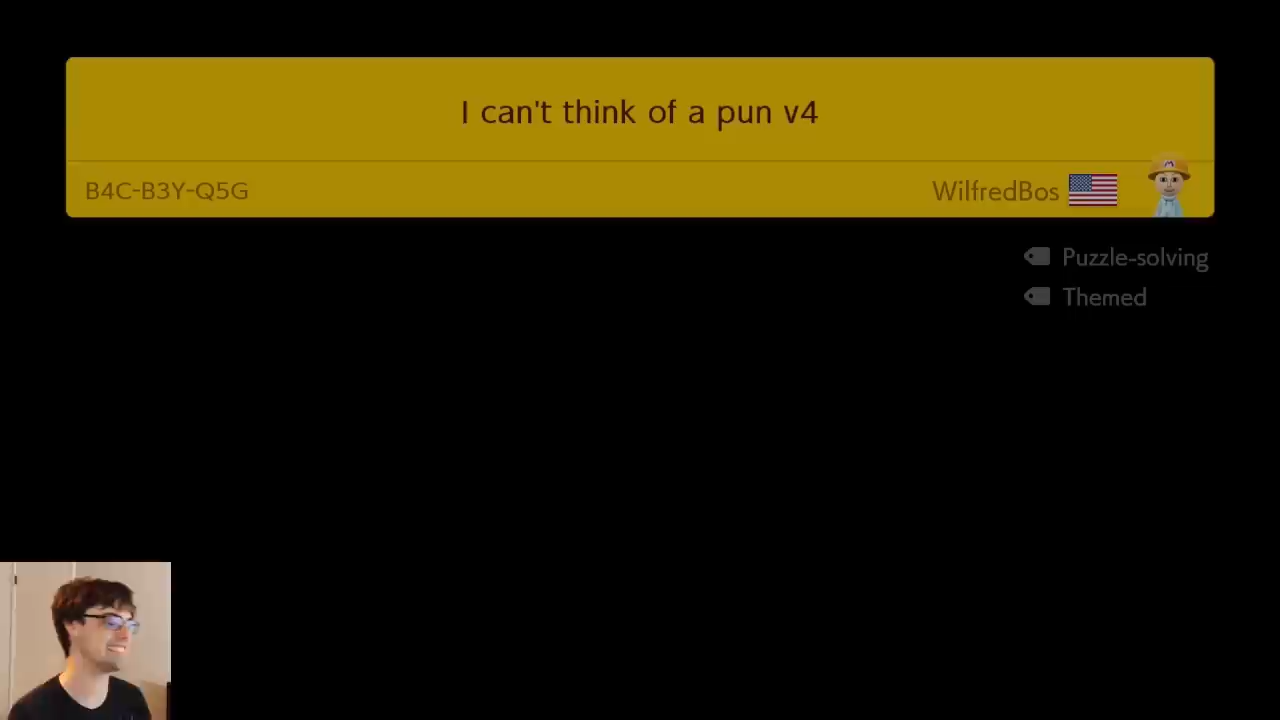 I can't think of a pun v4
B4C-B3Y-Q5G
WilfredBos
Puzzle-solving
Themed